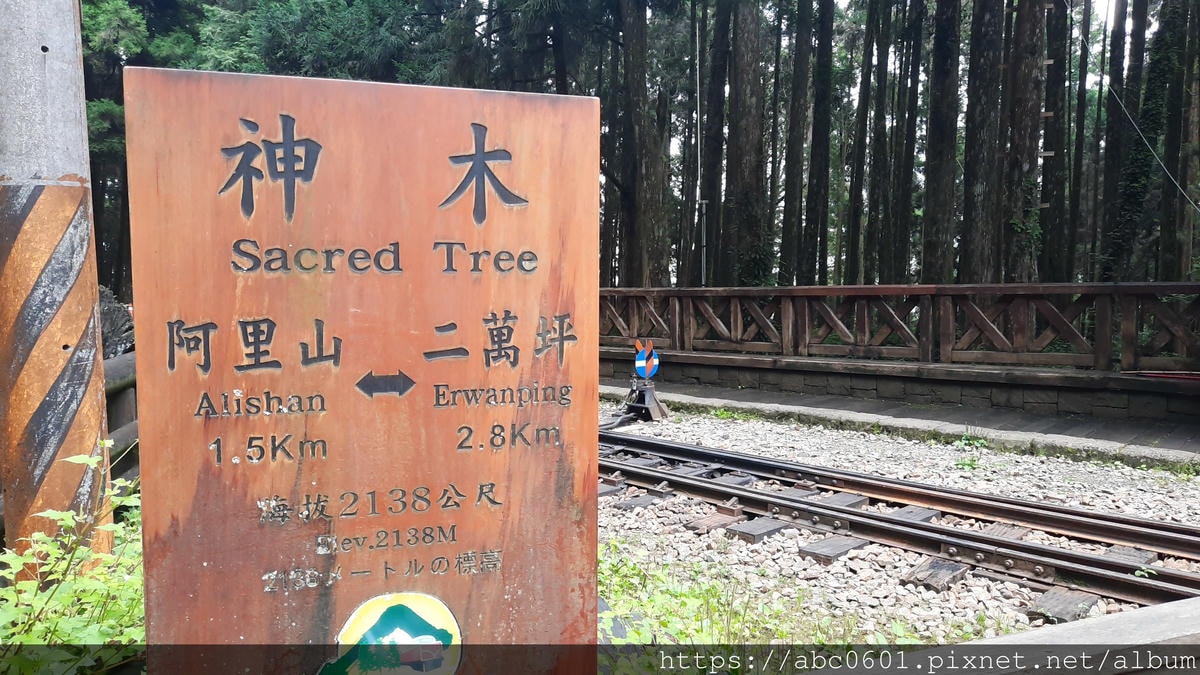 神木
Sacred Tree
阿里山 ↔ 二萬坪
Alishan Erwanping
1.5Km 2.8Km
海拔2138公尺
Elev.2138M
2138メートルの標高
https://abc0601.pixnet.net/album